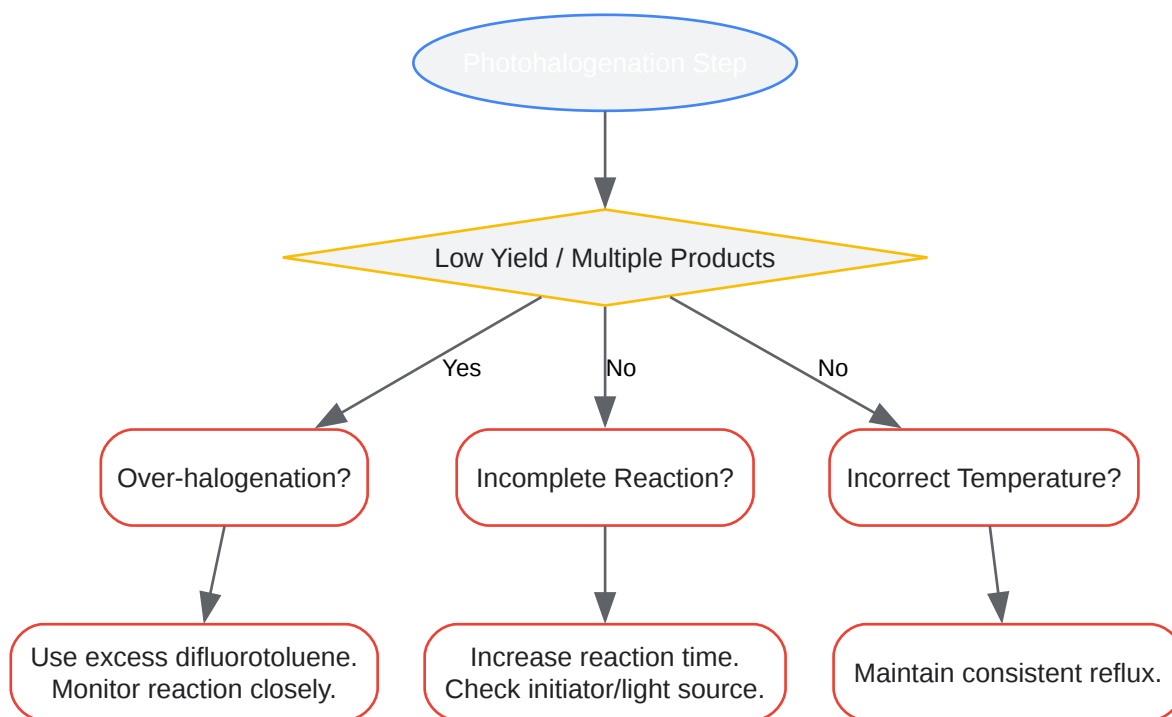 Photohalogenation Step
Low Yield / Multiple Products
Yes
No
No
Over-halogenation?
Incomplete Reaction?
Incorrect Temperature?
Use excess difluorotoluene.
Monitor reaction closely.
Increase reaction time.
Check initiator/light source.
Maintain consistent reflux.